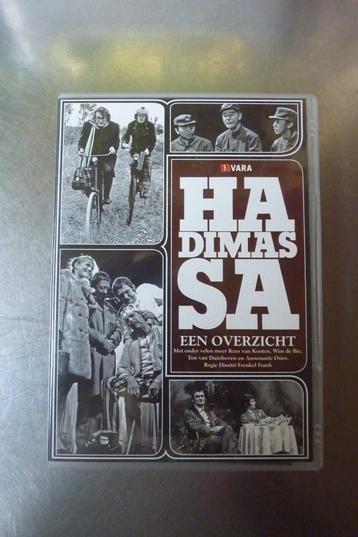 VARA
HA
DIMAS
SA
EEN OVERZICHT
Met onder velen meer Kees van Kooten, Wim de Bie,
Ton van Duinhoven en Annemarie Oster.
Regie Dimitri Frenkel Frank